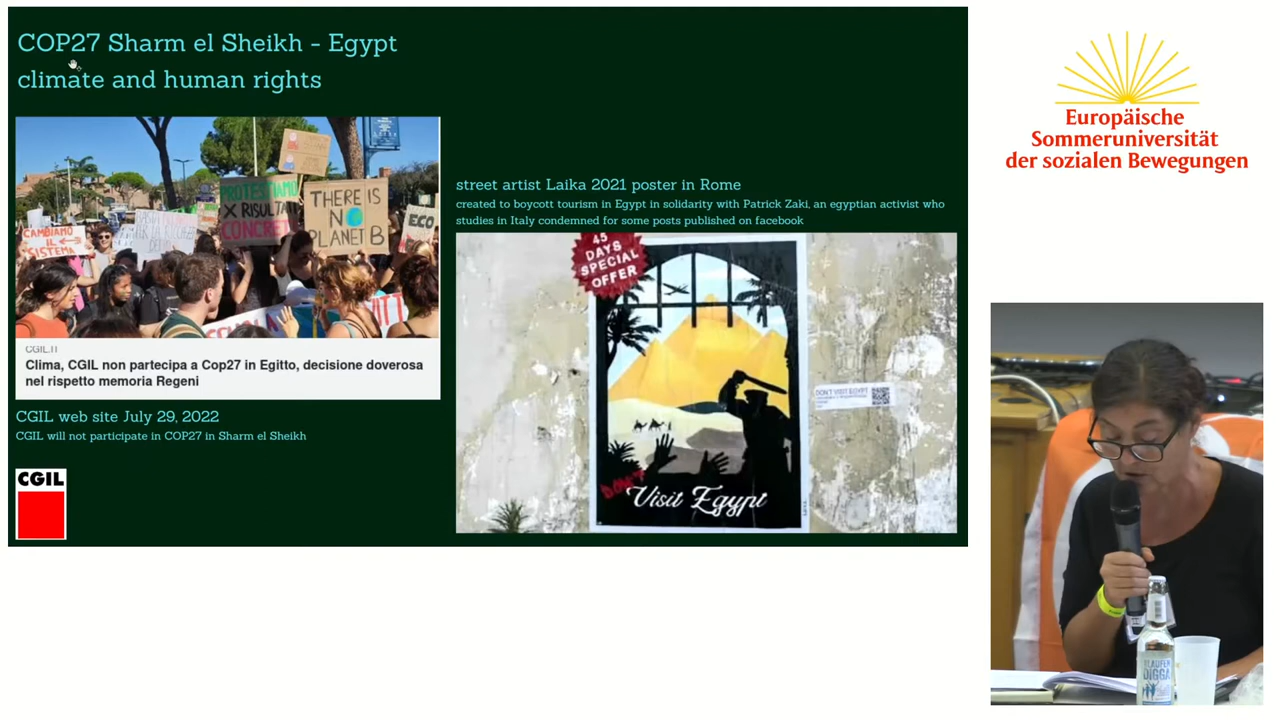 COP27 Sharm el Sheikh - Egypt
climate and human rights
CAMBIAMO
IL
SISTEMA
PROTESTIAMO
X RISULTATI
CONCRETI
THERE IS
NO
PLANET B
ECO
CGIL.IT
Clima, CGIL non partecipa a Cop27 in Egitto, decisione doverosa
nel rispetto memoria Regeni
CGIL web site July 29, 2022
CGIL will not participate in COP27 in Sharm el Sheikh
CGIL
street artist Laika 2021 poster in Rome
created to boycott tourism in Egypt in solidarity with Patrick Zaki, an egyptian activist who
studies in Italy condemned for some posts published on facebook
45
DAYS
SPECIAL
OFFER
DON'T VISIT EGYPT
DON'T
Visit Egypt
Europäische
Sommeruniversität
der sozialen Bewegungen
DIGGA